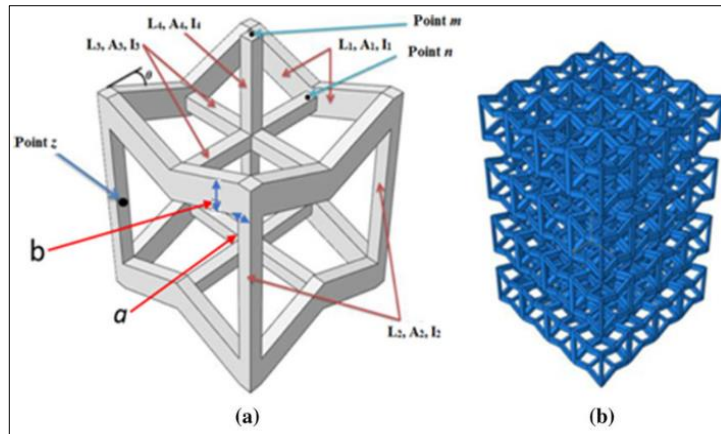 L4, A4, I4
Point m
L3, A3, I3
L1, A1, I1
Point n
θ
Point z
b
a
L2, A2, I2
(a)
(b)